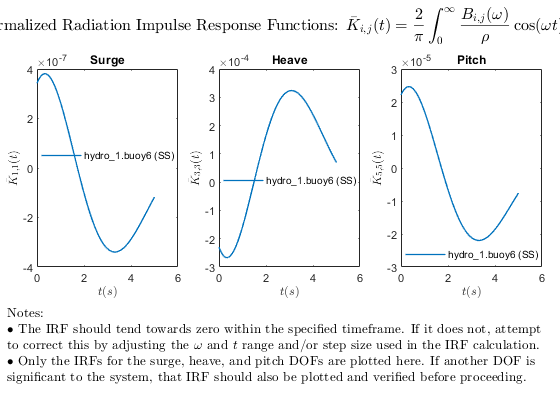 rmalized Radiation Impulse Response Functions: K̄i,j(t) = 2/π ∫0^∞ Bi,j(ω)/ρ cos(ωt
Surge
×10-7
4
2
0
-2
-4
0 2 4 6
K̄1,1(t)
t(s)
hydro_1.buoy6 (SS)
Heave
×10-4
4
3
2
1
0
-1
-2
-3
0 2 4 6
K̄3,3(t)
t(s)
hydro_1.buoy6 (SS)
Pitch
×10-5
3
2
1
0
-1
-2
-3
0 2 4 6
K̄5,5(t)
t(s)
hydro_1.buoy6 (SS)
Notes:
• The IRF should tend towards zero within the specified timeframe. If it does not, attempt
to correct this by adjusting the ω and t range and/or step size used in the IRF calculation.
• Only the IRFs for the surge, heave, and pitch DOFs are plotted here. If another DOF is
significant to the system, that IRF should also be plotted and verified before proceeding.